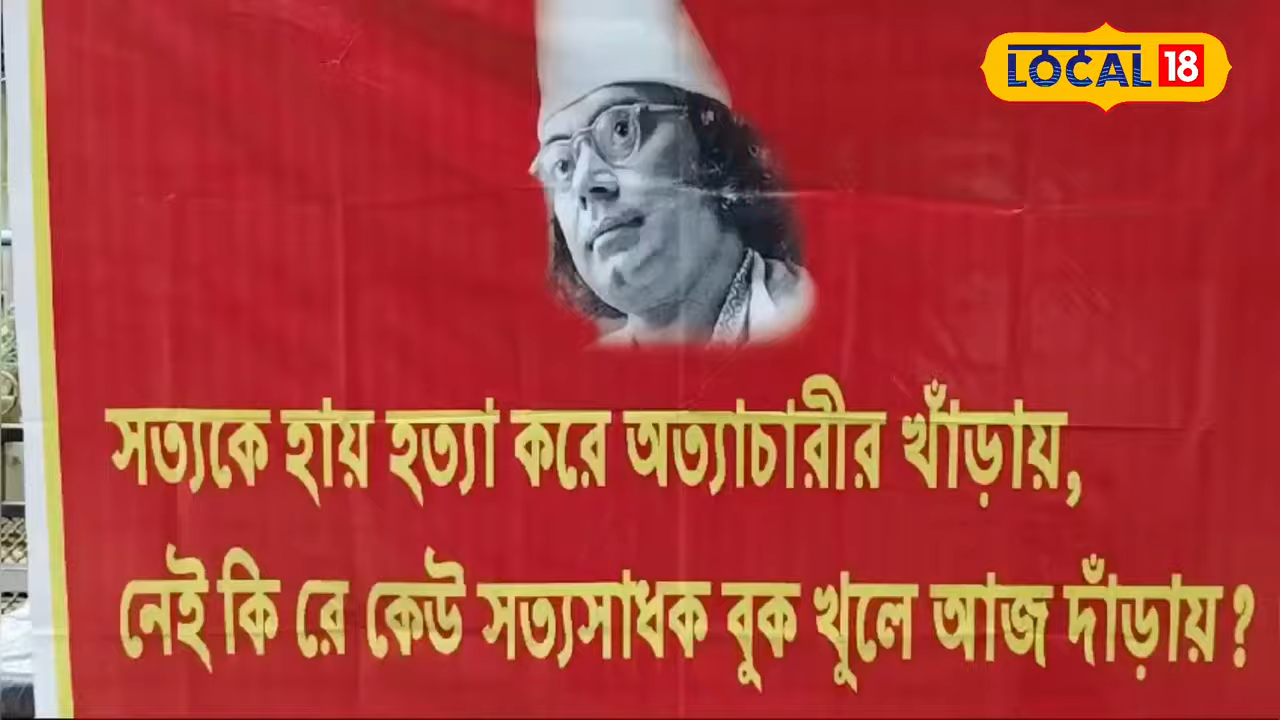 LOCAL 18
সত্যকে হায় হত্যা করে অত্যাচারীর খাঁড়ায়,
নেই কি রে কেউ সত্যসাধক বুক খুলে আজ দাঁড়ায়?